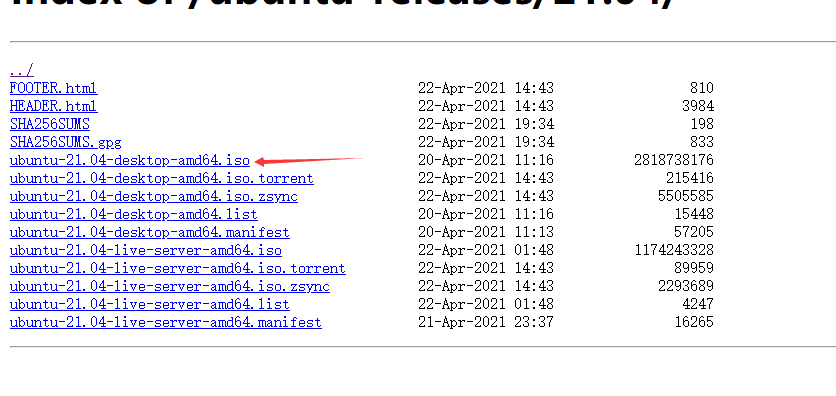 Index of /ubuntu-releases/21.04/
../
FOOTER.html 22-Apr-2021 14:43 810
HEADER.html 22-Apr-2021 14:43 3984
SHA256SUMS 22-Apr-2021 19:34 198
SHA256SUMS.gpg 22-Apr-2021 19:34 833
ubuntu-21.04-desktop-amd64.iso 20-Apr-2021 11:16 2818738176
ubuntu-21.04-desktop-amd64.iso.torrent 22-Apr-2021 14:43 215416
ubuntu-21.04-desktop-amd64.iso.zsync 22-Apr-2021 14:43 5505585
ubuntu-21.04-desktop-amd64.list 20-Apr-2021 11:16 15448
ubuntu-21.04-desktop-amd64.manifest 20-Apr-2021 11:13 57205
ubuntu-21.04-live-server-amd64.iso 22-Apr-2021 01:48 1174243328
ubuntu-21.04-live-server-amd64.iso.torrent 22-Apr-2021 14:43 89959
ubuntu-21.04-live-server-amd64.iso.zsync 22-Apr-2021 14:43 2293689
ubuntu-21.04-live-server-amd64.list 22-Apr-2021 01:48 4247
ubuntu-21.04-live-server-amd64.manifest 21-Apr-2021 23:37 16265